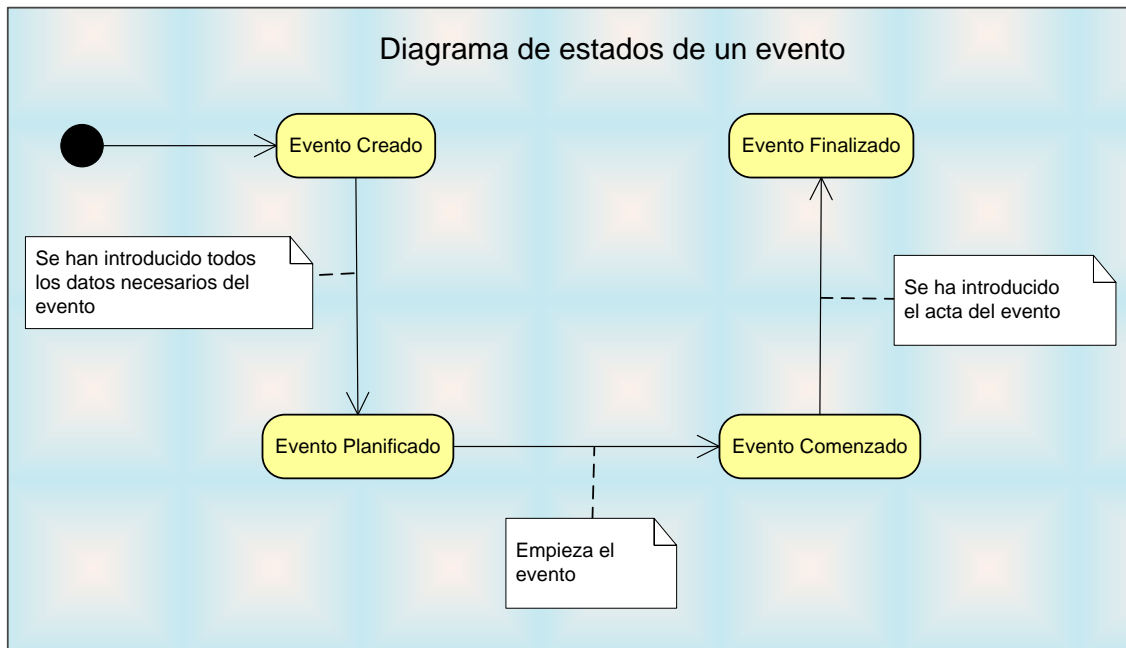 Diagrama de estados de un evento
Evento Creado
Evento Finalizado
Se han introducido todos
los datos necesarios del
evento
Se ha introducido
el acta del evento
Evento Planificado
Evento Comenzado
Empieza el
evento